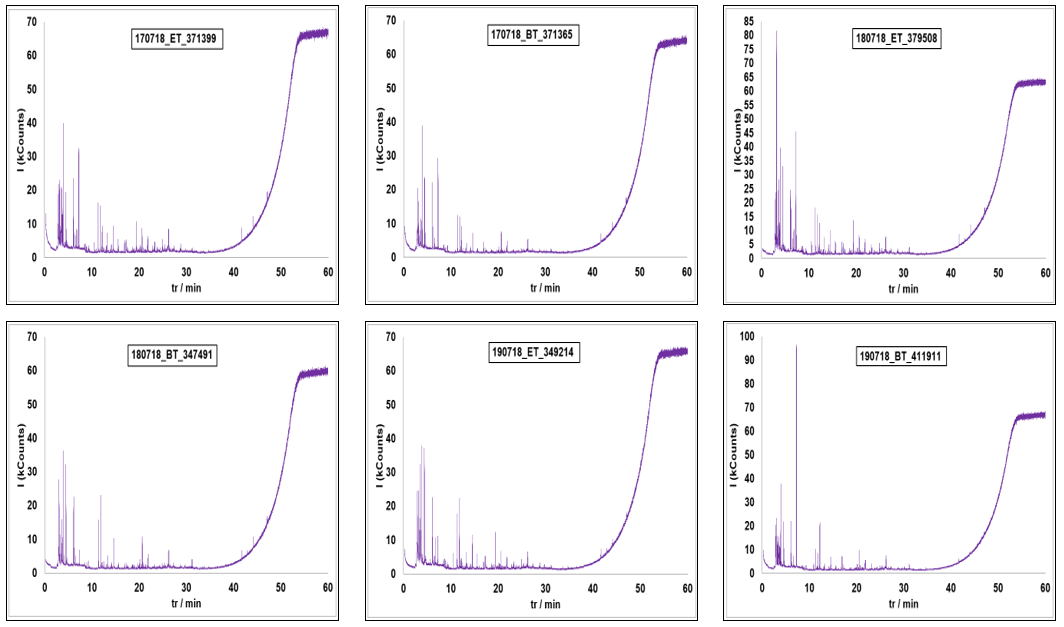 170718_ET_371399
I (kCounts)
70
60
50
40
30
20
10
0
0 10 20 30 40 50 60
tr / min
170718_BT_371365
I (kCounts)
70
60
50
40
30
20
10
0
0 10 20 30 40 50 60
tr / min
180718_ET_379508
I (kCounts)
85
80
75
70
65
60
55
50
45
40
35
30
25
20
15
10
5
0
0 10 20 30 40 50 60
tr / min
180718_BT_347491
I (kCounts)
70
60
50
40
30
20
10
0
0 10 20 30 40 50 60
tr / min
190718_ET_349214
I (kCounts)
70
60
50
40
30
20
10
0
0 10 20 30 40 50 60
tr / min
190718_BT_411911
I (kCounts)
100
90
80
70
60
50
40
30
20
10
0
0 10 20 30 40 50 60
tr / min